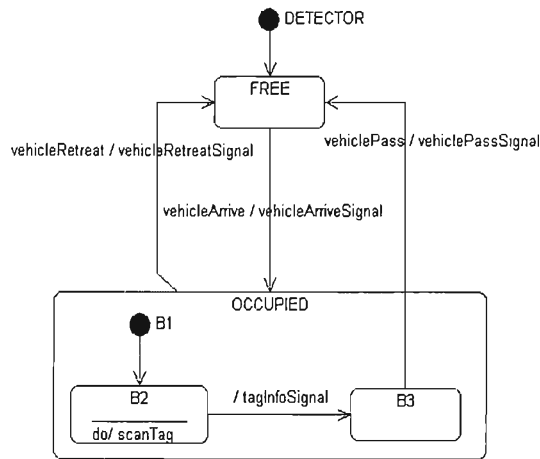 DETECTOR
FREE
vehicleRetreat / vehicleRetreatSignal
vehiclePass / vehiclePassSignal
vehicleArrive / vehicleArriveSignal
OCCUPIED
B1
B2
/ tagInfoSignal
B3
do/ scanTag